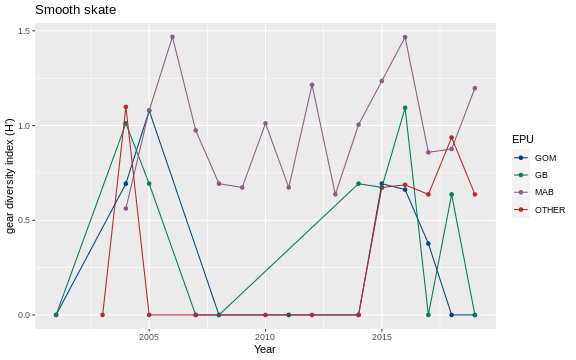 Smooth skate
gear diversity index (H')
1.5
1.0
0.5
0.0
2005
2010
2015
Year
EPU
GOM
GB
MAB
OTHER